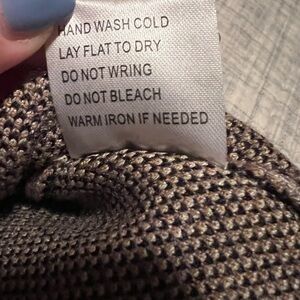 HAND WASH COLD
LAY FLAT TO DRY
DO NOT WRING
DO NOT BLEACH
WARM IRON IF NEEDED